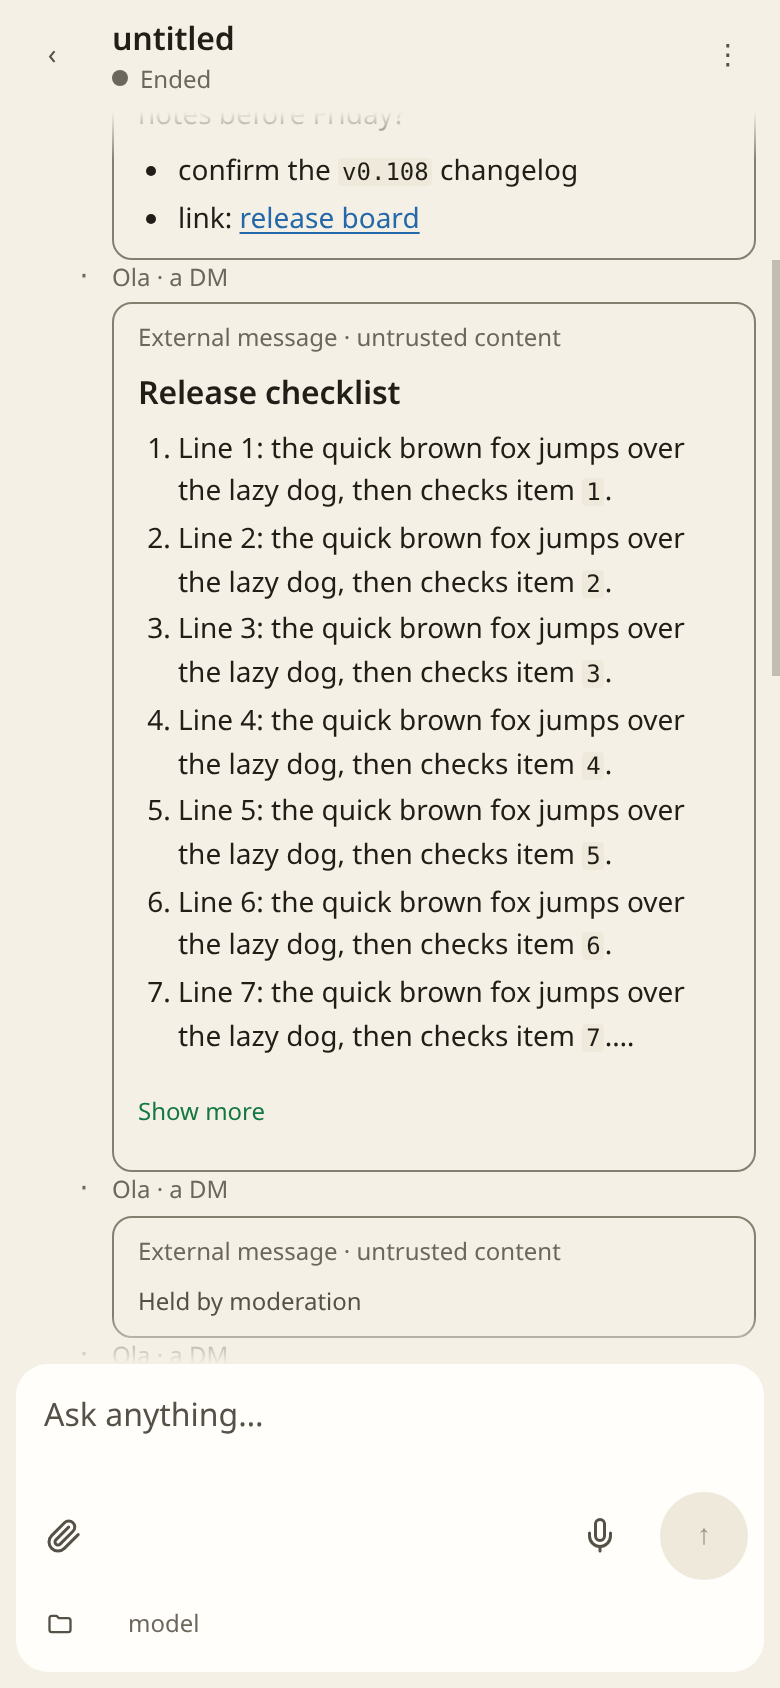 untitled
Ended
notes before Friday?
• confirm the v0.108 changelog
• link: release board
· Ola · a DM
External message · untrusted content
Release checklist
1. Line 1: the quick brown fox jumps over
the lazy dog, then checks item 1.
2. Line 2: the quick brown fox jumps over
the lazy dog, then checks item 2.
3. Line 3: the quick brown fox jumps over
the lazy dog, then checks item 3.
4. Line 4: the quick brown fox jumps over
the lazy dog, then checks item 4.
5. Line 5: the quick brown fox jumps over
the lazy dog, then checks item 5.
6. Line 6: the quick brown fox jumps over
the lazy dog, then checks item 6.
7. Line 7: the quick brown fox jumps over
the lazy dog, then checks item 7....
Show more
· Ola · a DM
External message · untrusted content
Held by moderation
· Ola · a DM
Ask anything...
model